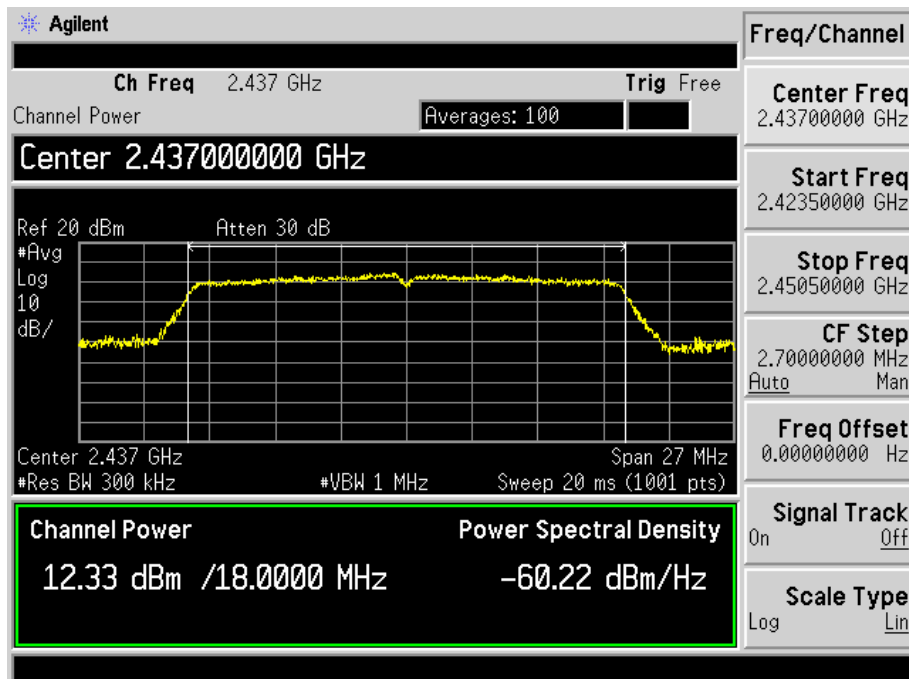 Agilent
Freq/Channel
Ch Freq 2.437 GHz Trig Free
Channel Power Averages: 100
Center 2.437000000 GHz
Ref 20 dBm Atten 30 dB
#Avg
Log
10
dB/
Center 2.437 GHz Span 27 MHz
#Res BW 300 kHz #VBW 1 MHz Sweep 20 ms (1001 pts)
Channel Power Power Spectral Density
12.33 dBm /18.0000 MHz -60.22 dBm/Hz
Center Freq
2.43700000 GHz
Start Freq
2.42350000 GHz
Stop Freq
2.45050000 GHz
CF Step
2.70000000 MHz
Auto Man
Freq Offset
0.00000000 Hz
Signal Track
On Off
Scale Type
Log Lin